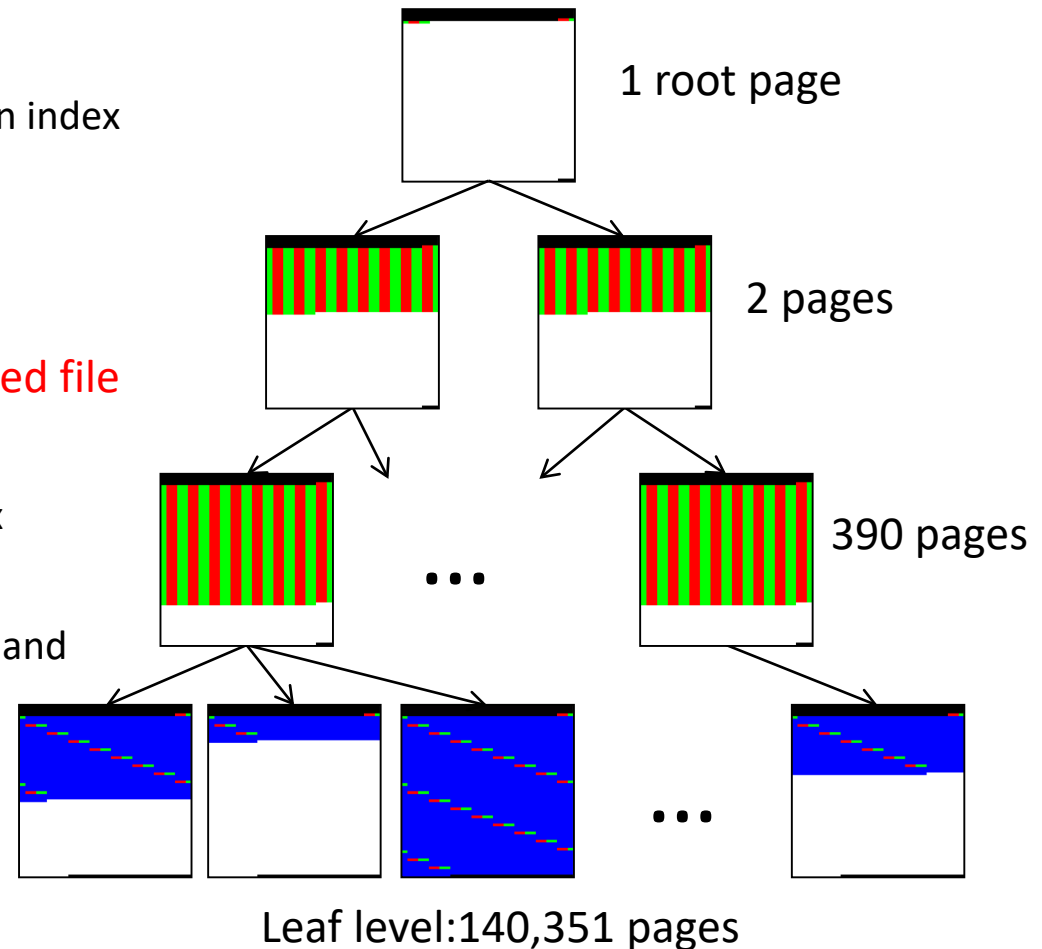 1 root page
n index
2 pages
ed file
x
390 pages
...
and
...
Leaf level:140,351 pages